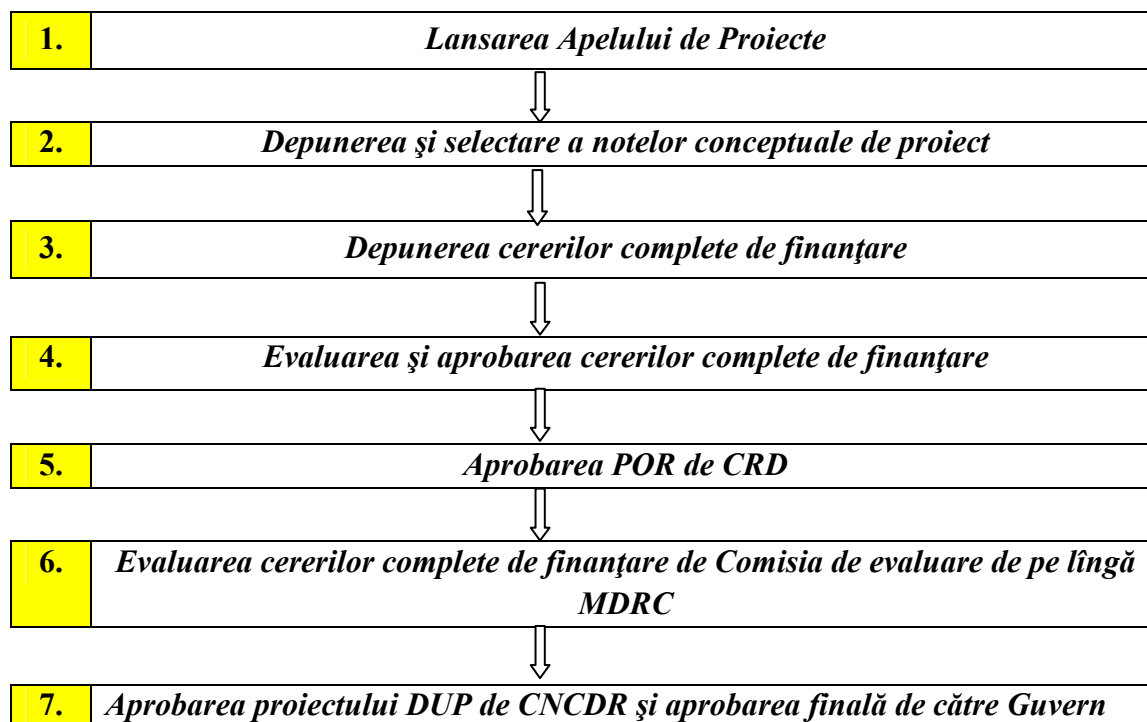 1. Lansarea Apelului de Proiecte
2. Depunerea şi selectare a notelor conceptuale de proiect
3. Depunerea cererilor complete de finanţare
4. Evaluarea şi aprobarea cererilor complete de finanţare
5. Aprobarea POR de CRD
6. Evaluarea cererilor complete de finanţare de Comisia de evaluare de pe lîngă
MDRC
7. Aprobarea proiectului DUP de CNCDR şi aprobarea finală de către Guvern